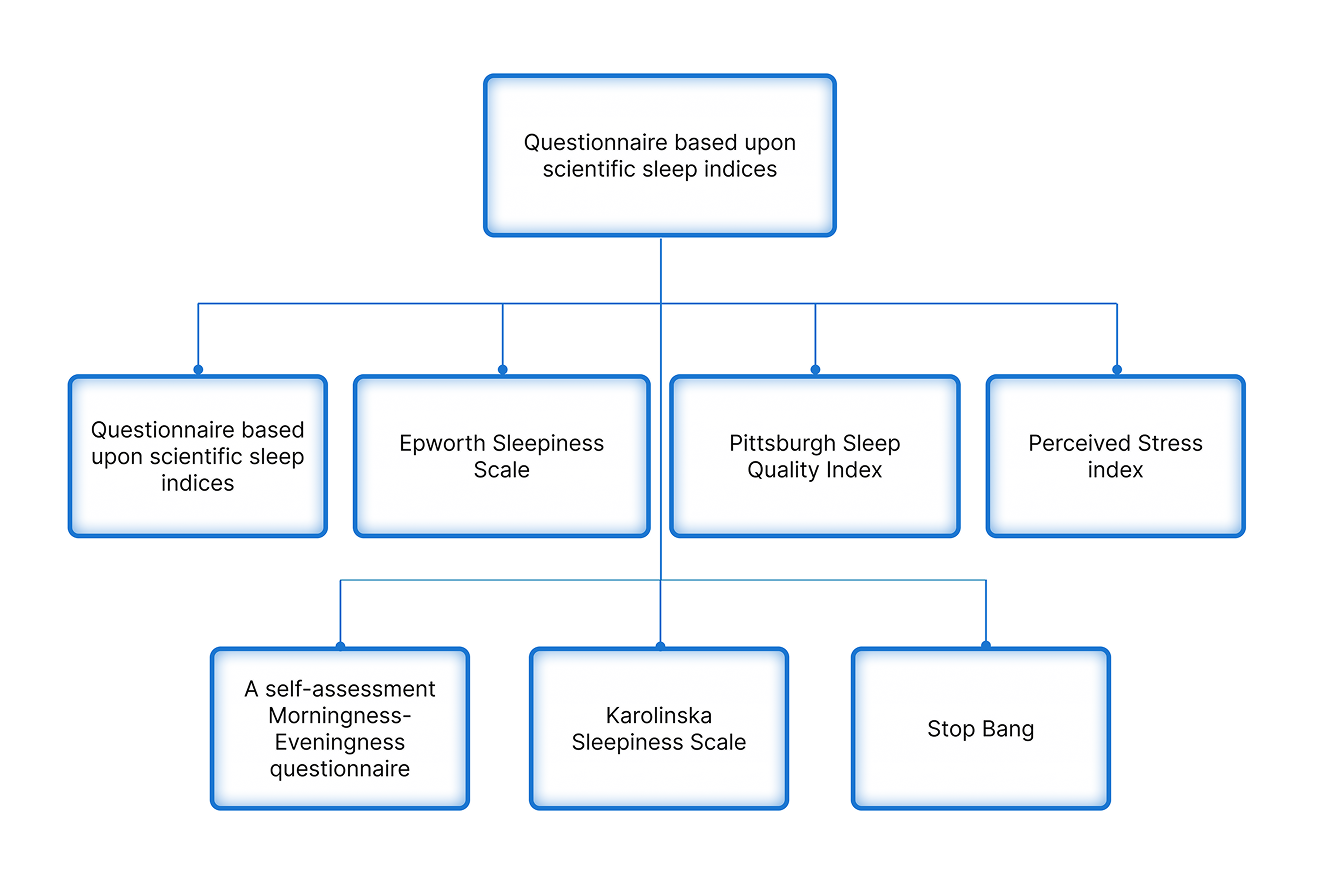 Questionnaire based upon
scientific sleep indices
Questionnaire based
upon scientific sleep
indices
Epworth Sleepiness
Scale
Pittsburgh Sleep
Quality Index
Perceived Stress
index
A self-assessment
Morningness-
Eveningness
questionnaire
Karolinska
Sleepiness Scale
Stop Bang